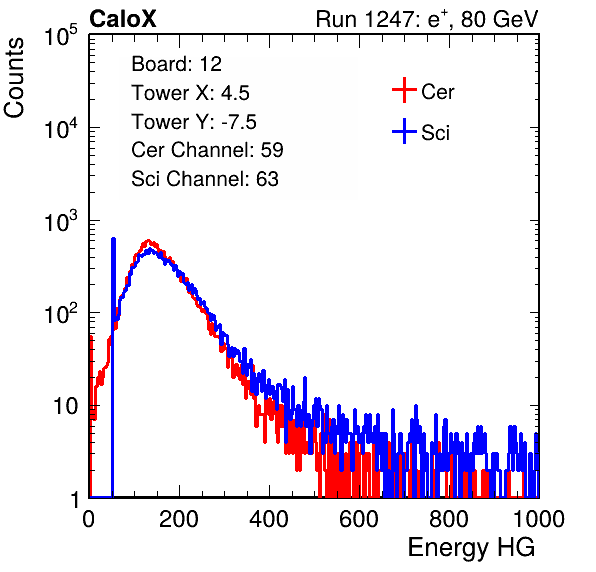 CaloX Run 1247: e⁺, 80 GeV
Counts
Board: 12
Tower X: 4.5
Tower Y: -7.5
Cer Channel: 59
Sci Channel: 63
Cer
Sci
10⁵
10⁴
10³
10²
10
1
0 200 400 600 800 1000
Energy HG